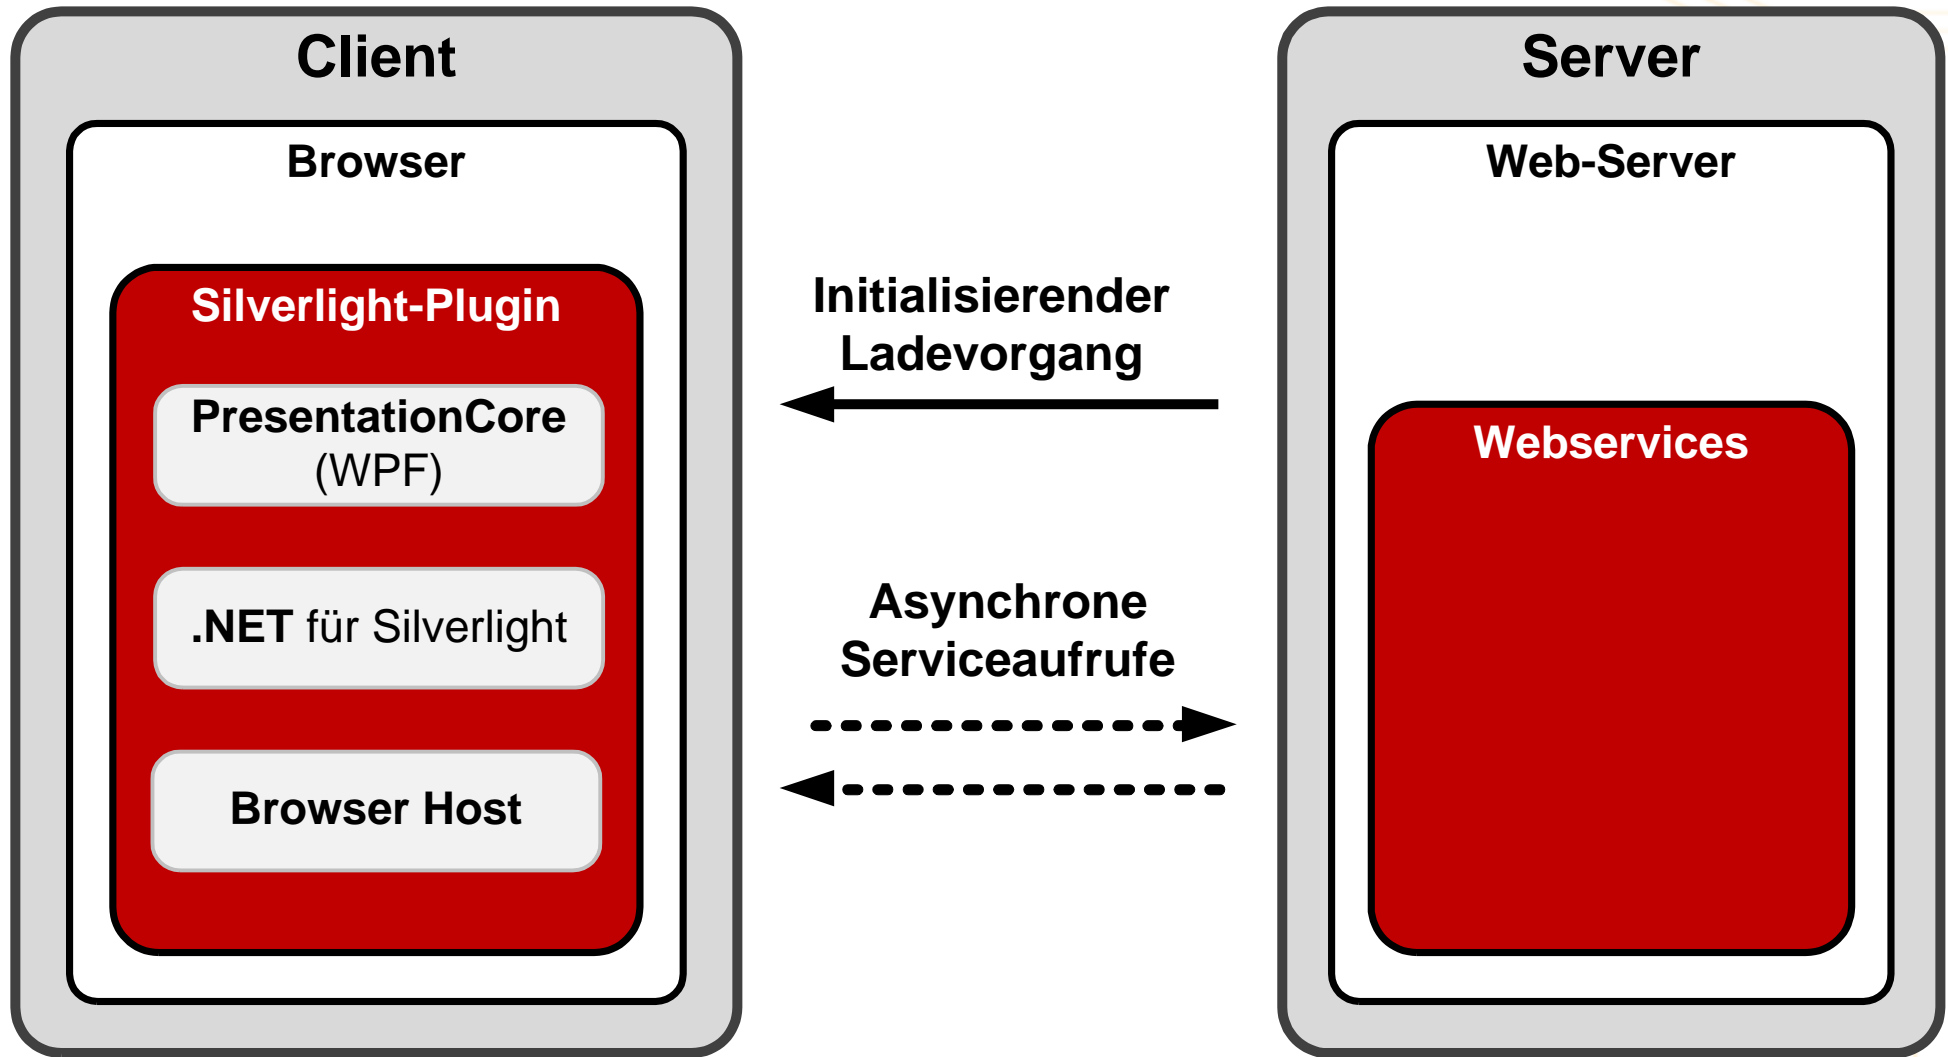 Client
Browser
Silverlight-Plugin
PresentationCore
(WPF)
.NET für Silverlight
Browser Host
Initialisierender
Ladevorgang
Asynchrone
Serviceaufrufe
Server
Web-Server
Webservices